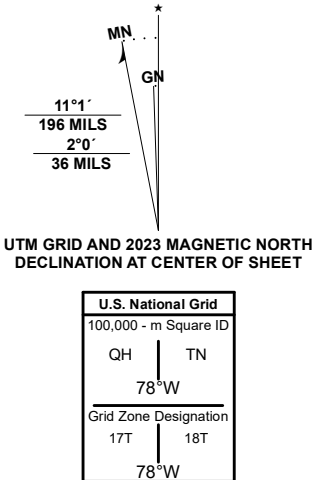 ★
MN
GN
11°1´
196 MILS
2°0´
36 MILS
UTM GRID AND 2023 MAGNETIC NORTH
DECLINATION AT CENTER OF SHEET
U.S. National Grid
100,000 - m Square ID
QH TN
78°W
Grid Zone Designation
17T 18T
78°W